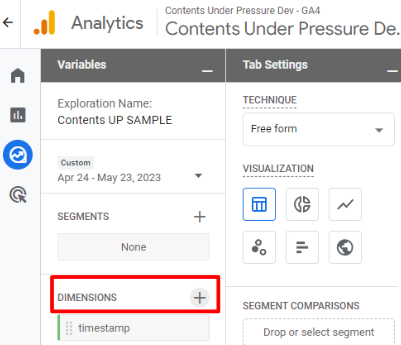 Analytics
Contents Under Pressure Dev - GA4
Contents Under Pressure De...
Variables
Exploration Name:
Contents UP SAMPLE
Custom
Apr 24 - May 23, 2023
SEGMENTS
None
DIMENSIONS
timestamp
Tab Settings
TECHNIQUE
Free form
VISUALIZATION
SEGMENT COMPARISONS
Drop or select segment